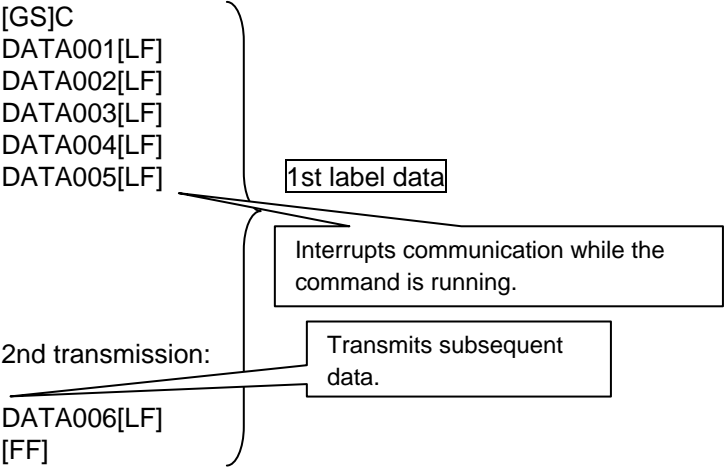 [GS]C
DATA001[LF]
DATA002[LF]
DATA003[LF]
DATA004[LF]
DATA005[LF]
1st label data
Interrupts communication while the
command is running.
2nd transmission:
Transmits subsequent
data.
DATA006[LF]
[FF]